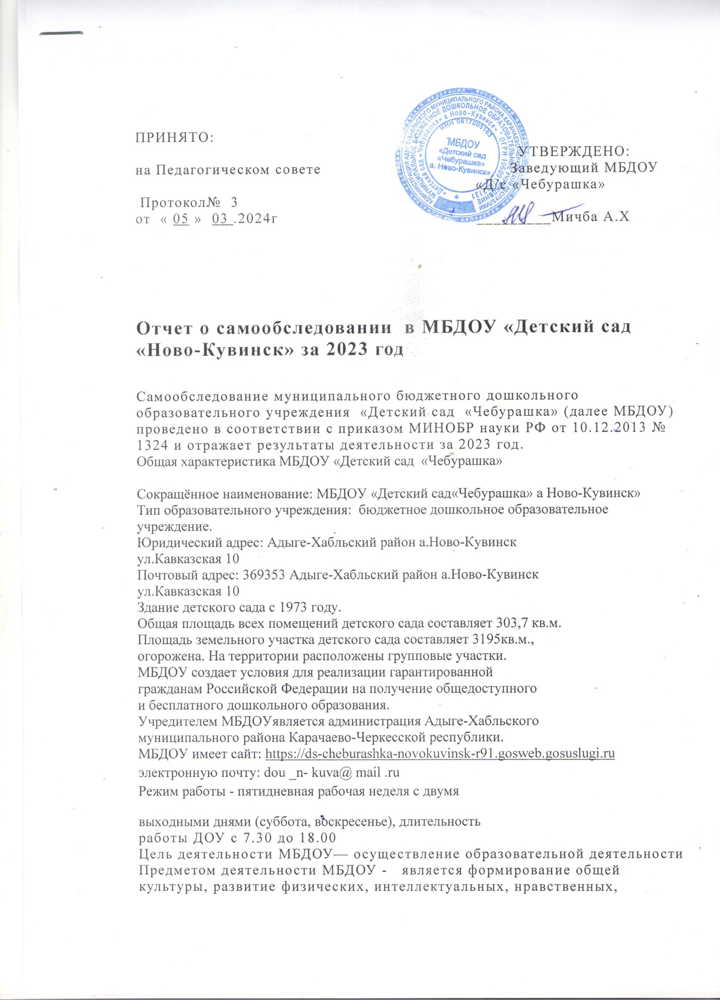 ПРИНЯТО:
на Педагогическом совете
Протокол№ 3
от « 05 » 03 .2024г
МБДОУ
«Детский сад
«Чебурашка»
а. Ново-Кувинск»
УТВЕРЖДЕНО:
Заведующий МБДОУ
«Д/с «Чебурашка»
_________Мичба А.Х
Отчет о самообследовании в МБДОУ «Детский сад
«Ново-Кувинск» за 2023 год
Самообследование муниципального бюджетного дошкольного
образовательного учреждения «Детский сад «Чебурашка» (далее МБДОУ)
проведено в соответствии с приказом МИНОБР науки РФ от 10.12.2013 №
1324 и отражает результаты деятельности за 2023 год.
Общая характеристика МБДОУ «Детский сад «Чебурашка»
Сокращённое наименование: МБДОУ «Детский сад«Чебурашка» а Ново-Кувинск»
Тип образовательного учреждения: бюджетное дошкольное образовательное
учреждение.
Юридический адрес: Адыге-Хабльский район а.Ново-Кувинск
ул.Кавказская 10
Почтовый адрес: 369353 Адыге-Хабльский район а.Ново-Кувинск
ул.Кавказская 10
Здание детского сада с 1973 году.
Общая площадь всех помещений детского сада составляет 303,7 кв.м.
Площадь земельного участка детского сада составляет 3195кв.м.,
огорожена. На территории расположены групповые участки.
МБДОУ создает условия для реализации гарантированной
гражданам Российской Федерации на получение общедоступного
и бесплатного дошкольного образования.
Учредителем МБДОУявляется администрация Адыге-Хабльского
муниципального района Карачаево-Черкесской республики.
МБДОУ имеет сайт: https://ds-cheburashka-novokuvinsk-r91.gosweb.gosuslugi.ru
электронную почту: dou _n- kuva@ mail .ru
Режим работы - пятидневная рабочая неделя с двумя
выходными днями (суббота, воскресенье), длительность
работы ДОУ с 7.30 до 18.00
Цель деятельности МБДОУ— осуществление образовательной деятельности
Предметом деятельности МБДОУ - является формирование общей
культуры, развитие физических, интеллектуальных, нравственных,